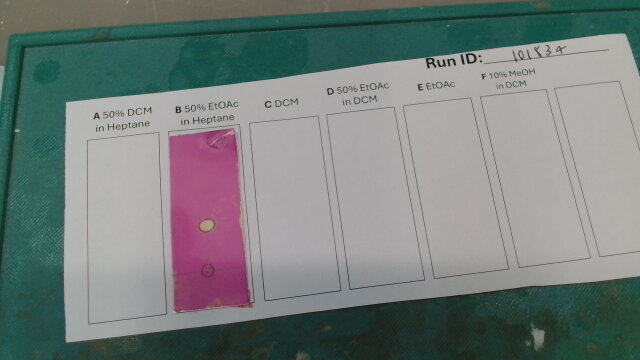 Run ID: 101834
A 50% DCM
in Heptane
B 50% EtOAc
in Heptane
C DCM
D 50% EtOAc
in DCM
E EtOAc
F 10% MeOH
in DCM